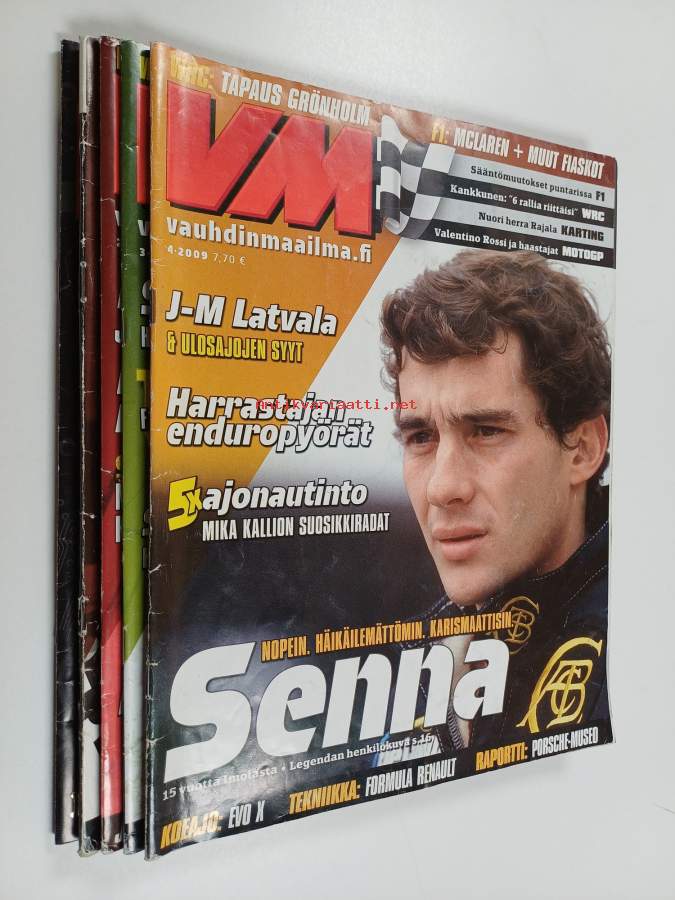 WRC: TAPAUS GRÖNHOLM
F1: MCLAREN + MUUT FIASKOT
VM
vauhdinmaailma.fi
4·2009 7,70 €
Sääntömuutokset puntarissa F1
Kankkunen: "6 rallia riittäisi" WRC
Nuori herra Rajala KARTING
Valentino Rossi ja haastajat MOTOGP
J-M Latvala
& ULOSAJOJEN SYYT
Harrastajan
enduropyörät
antikvariaatti.net
5x ajonautinto
MIKA KALLION SUOSIKKIRADAT
NOPEIN. HÄIKÄILEMÄTTÖMIN. KARISMAATTISIN
Senna
15 vuotta Imolasta • Legendan henkilökuva s.16
KOEAJO: EVO X
TEKNIIKKA: FORMULA RENAULT
RAPORTTI: PORSCHE-MUSEO